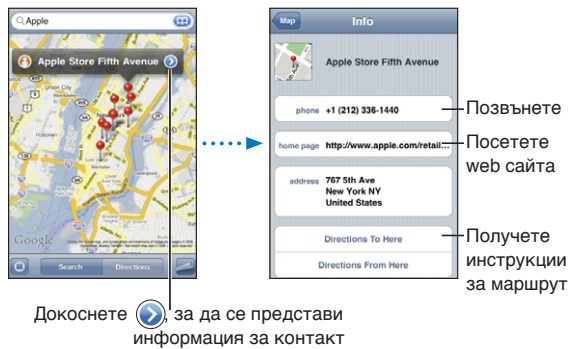 Apple
Apple Store Fifth Avenue
Union City
Hoboken
Google
Search
Directions
Map
Info
Apple Store Fifth Avenue
phone +1 (212) 336-1440
home page http://www.apple.com/retail...
address 767 5th Ave
New York NY
United States
Directions To Here
Directions From Here
Позвънете
Посетете
web сайта
Получете
инструкции
за маршрут
Докоснете , за да се представи
информация за контакт